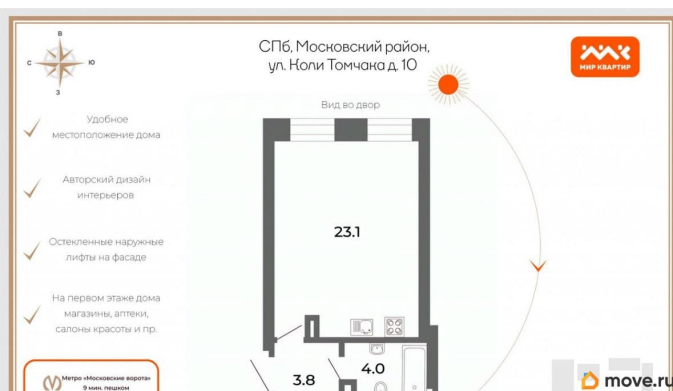 В
С
Ю
З
СПб, Московский район,
ул. Коли Томчака д. 10
МИР КВАРТИР
Вид во двор
Удобное
местоположение дома
Авторский дизайн
интерьеров
Остекленные наружные
лифты на фасаде
На первом этаже дома
магазины, аптеки,
салоны красоты и пр.
Метро «Московские ворота»
9 мин. пешком
23.1
3.8
4.0
move.ru